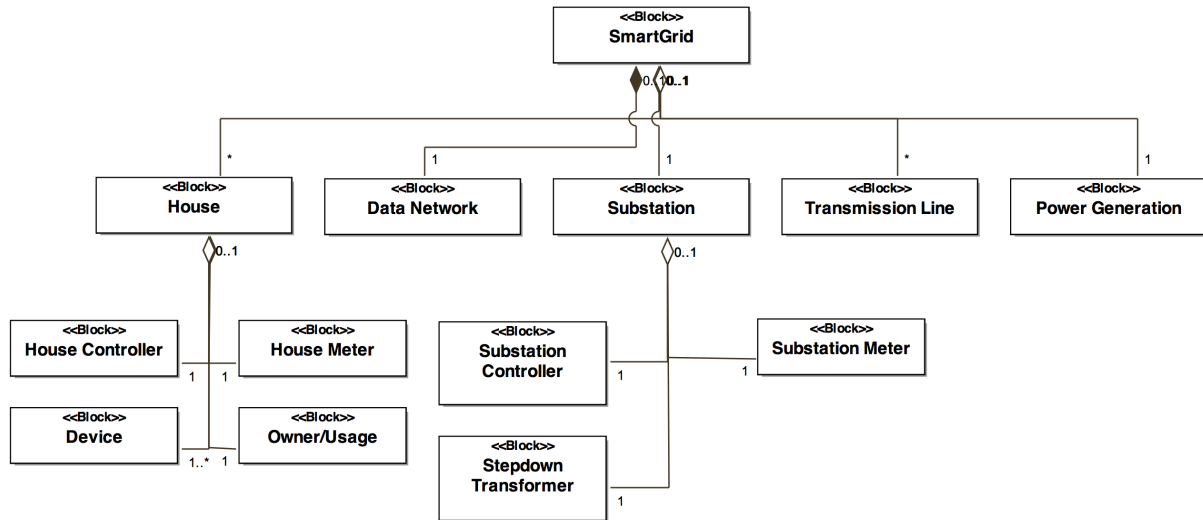 <<Block>>
SmartGrid
0..1
0..1
*
1
1
*
1
<<Block>>
House
<<Block>>
Data Network
<<Block>>
Substation
<<Block>>
Transmission Line
<<Block>>
Power Generation
0..1
0..1
<<Block>>
House Controller
<<Block>>
House Meter
<<Block>>
Substation
Controller
<<Block>>
Substation Meter
1
1
1
1
<<Block>>
Device
<<Block>>
Owner/Usage
<<Block>>
Stepdown
Transformer
1..*
1
1